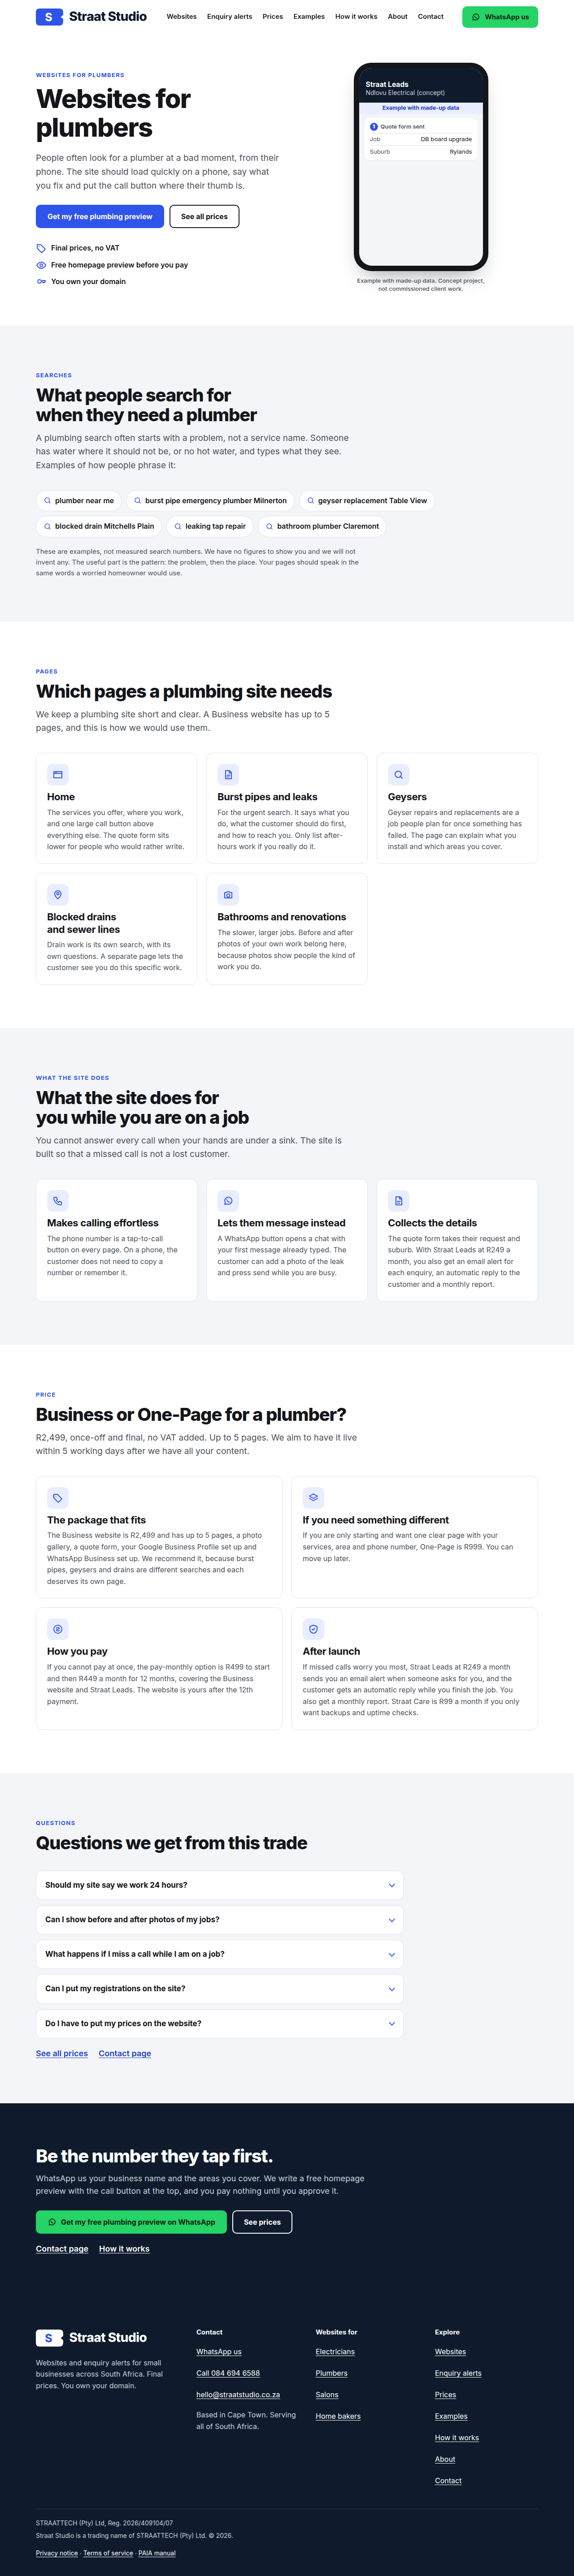 S Straat Studio
Websites Enquiry alerts Prices Examples How it works About Contact WhatsApp us
WEBSITES FOR PLUMBERS
Websites for
plumbers
People often look for a plumber at a bad moment, from their
phone. The site should load quickly on a phone, say what
you fix and put the call button where their thumb is.
Get my free plumbing preview See all prices
Final prices, no VAT
Free homepage preview before you pay
You own your domain
Straat Leads
Ndlovu Electrical (concept)
Example with made-up data
1 Quote form sent
Job DB board upgrade
Suburb Rylands
Example with made-up data. Concept project,
not commissioned client work.
SEARCHES
What people search for
when they need a plumber
A plumbing search often starts with a problem, not a service name. Someone
has water where it should not be, or no hot water, and types what they see.
Examples of how people phrase it:
plumber near me burst pipe emergency plumber Milnerton geyser replacement Table View
blocked drain Mitchells Plain leaking tap repair bathroom plumber Claremont
These are examples, not measured search numbers. We have no figures to show you and we will not
invent any. The useful part is the pattern: the problem, then the place. Your pages should speak in the
same words a worried homeowner would use.
PAGES
Which pages a plumbing site needs
We keep a plumbing site short and clear. A Business website has up to 5
pages, and this is how we would use them.
Home
The services you offer, where you work,
and one large call button above
everything else. The quote form sits
lower for people who would rather write.
Burst pipes and leaks
For the urgent search. It says what you
do, what the customer should do first,
and how to reach you. Only list after-
hours work if you really do it.
Geysers
Geyser repairs and replacements are a
job people plan for once something has
failed. The page can explain what you
install and which areas you cover.
Blocked drains
and sewer lines
Drain work is its own search, with its
own questions. A separate page lets the
customer see you do this specific work.
Bathrooms and renovations
The slower, larger jobs. Before and after
photos of your own work belong here,
because photos show people the kind of
work you do.
WHAT THE SITE DOES
What the site does for
you while you are on a job
You cannot answer every call when your hands are under a sink. The site is
built so that a missed call is not a lost customer.
Makes calling effortless
The phone number is a tap-to-call
button on every page. On a phone, the
customer does not need to copy a
number or remember it.
Lets them message instead
A WhatsApp button opens a chat with
your first message already typed. The
customer can add a photo of the leak
and press send while you are busy.
Collects the details
The quote form takes their request and
suburb. With Straat Leads at R249 a
month, you also get an email alert for
each enquiry, an automatic reply to the
customer and a monthly report.
PRICE
Business or One-Page for a plumber?
R2,499, once-off and final, no VAT added. Up to 5 pages. We aim to have it live
within 5 working days after we have all your content.
The package that fits
The Business website is R2,499 and has up to 5 pages, a photo
gallery, a quote form, your Google Business Profile set up and
WhatsApp Business set up. We recommend it, because burst
pipes, geysers and drains are different searches and each
deserves its own page.
If you need something different
If you are only starting and want one clear page with your
services, area and phone number, One-Page is R999. You can
move up later.
How you pay
If you cannot pay at once, the pay-monthly option is R499 to start
and then R449 a month for 12 months, covering the Business
website and Straat Leads. The website is yours after the 12th
payment.
After launch
If missed calls worry you most, Straat Leads at R249 a month
sends you an email alert when someone asks for you, and the
customer gets an automatic reply while you finish the job. You
also get a monthly report. Straat Care is R99 a month if you only
want backups and uptime checks.
QUESTIONS
Questions we get from this trade
Should my site say we work 24 hours?
Can I show before and after photos of my jobs?
What happens if I miss a call while I am on a job?
Can I put my registrations on the site?
Do I have to put my prices on the website?
See all prices Contact page
Be the number they tap first.
WhatsApp us your business name and the areas you cover. We write a free homepage
preview with the call button at the top, and you pay nothing until you approve it.
Get my free plumbing preview on WhatsApp See prices
Contact page How it works
S Straat Studio
Websites and enquiry alerts for small
businesses across South Africa. Final
prices. You own your domain.
Contact
WhatsApp us
Call 084 694 6588
hello@straatstudio.co.za
Based in Cape Town. Serving
all of South Africa.
Websites for
Electricians
Plumbers
Salons
Home bakers
Explore
Websites
Enquiry alerts
Prices
Examples
How it works
About
Contact
STRAATTECH (Pty) Ltd, Reg. 2026/409104/07
Straat Studio is a trading name of STRAATTECH (Pty) Ltd. © 2026.
Privacy notice · Terms of service · PAIA manual